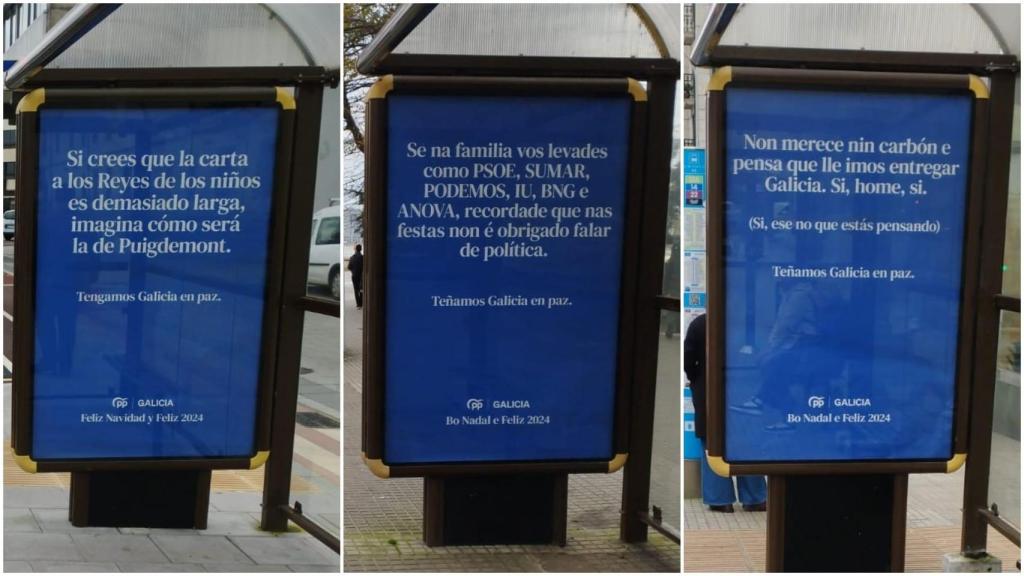 Si crees que la carta
a los Reyes de los niños
es demasiado larga,
imagina cómo será
la de Puigdemont.
Tengamos Galicia en paz.
PP GALICIA
Feliz Navidad y Feliz 2024
Se na familia vos levades
como PSOE, SUMAR,
PODEMOS, IU, BNG e
ANOVA, recordade que nas
festas non é obrigado falar
de política.
Teñamos Galicia en paz.
PP GALICIA
Bo Nadal e Feliz 2024
Non merece nin carbón e
pensa que lle imos entregar
Galicia. Si, home, si.
(Si, ese no que estás pensando)
Teñamos Galicia en paz.
PP GALICIA
Bo Nadal e Feliz 2024
14
22